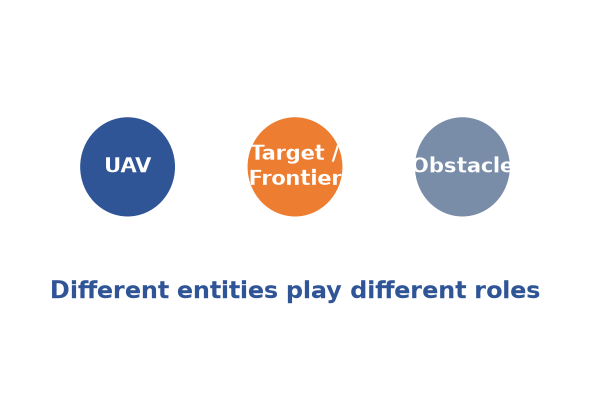 UAV
Target /
Frontier
Obstacle
Different entities play different roles